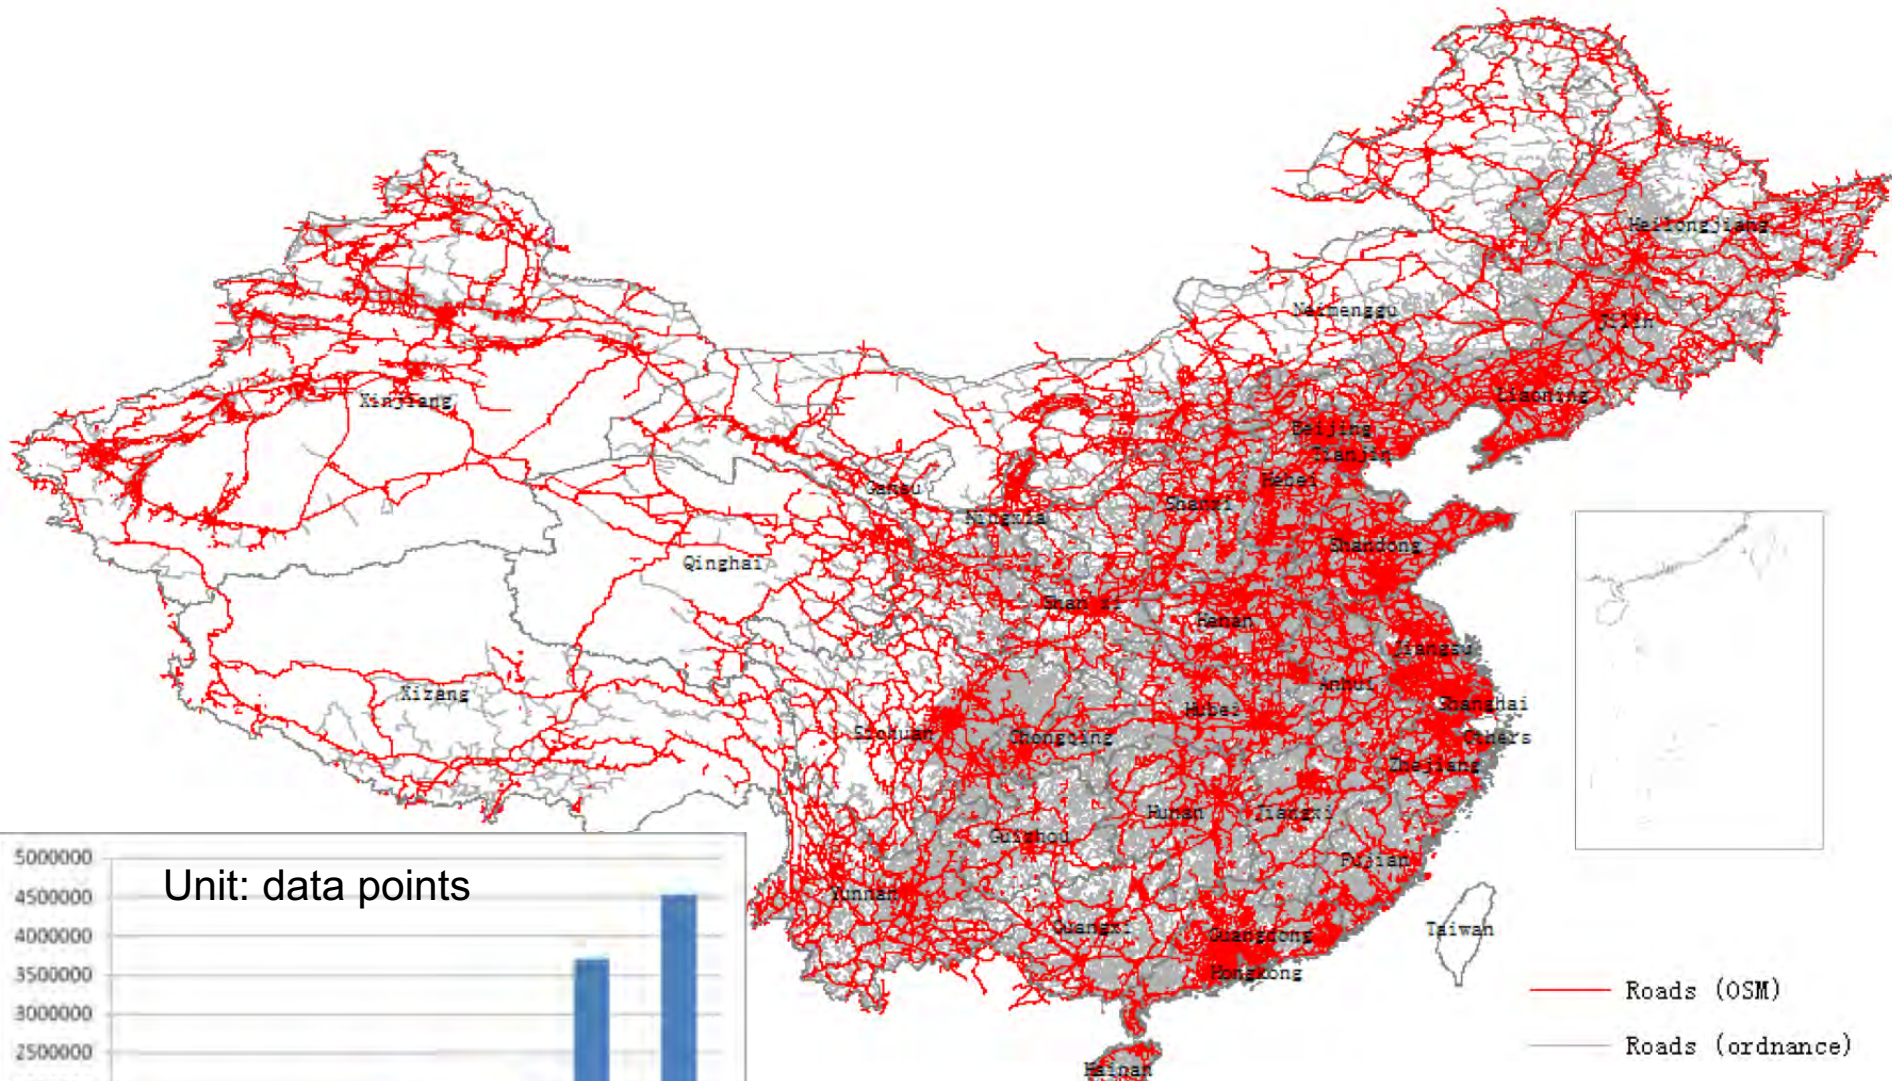 Heilongjiang
Neimenggu
Jilin
Liaoning
Xinjiang
Beijing
Tianjin
Hebei
Gansu
Shanxi
Ningxia
Shandong
Qinghai
Shan xi
Henan
Jiangsu
Xizang
Anhui
Shanghai
Hubei
Sichuan
Chongqing
Others
Zhejiang
Hunan
Jiangxi
Guizhou
Fujian
5000000
Unit: data points
4500000
Yunnan
Guangxi
Guangdong
Taiwan
4000000
Hongkong
3500000
Roads (OSM)
3000000
Roads (ordnance)
2500000
Hainan